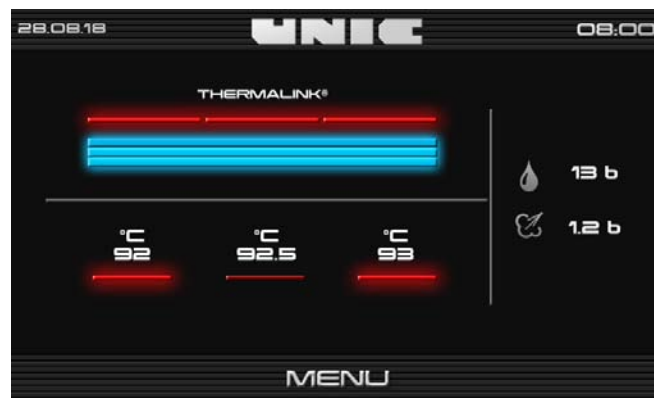 28.08.18 UNIC 08:00
THERMALINK®
13 b
1.2 b
°C °C °C
92 92.5 93
MENU